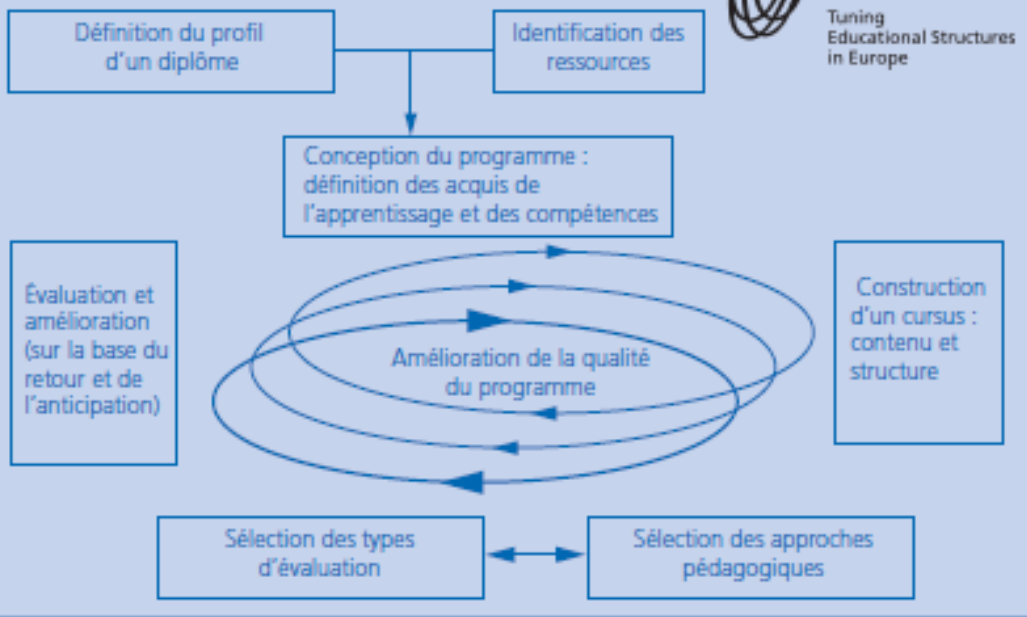 Définition du profil
d'un diplôme
Identification des
ressources
Tuning
Educational Structures
in Europe
Conception du programme :
définition des acquis de
l'apprentissage et des compétences
Évaluation et
amélioration
(sur la base du
retour et de
l'anticipation)
Amélioration de la qualité
du programme
Construction
d'un cursus :
contenu et
structure
Sélection des types
d'évaluation
Sélection des approches
pédagogiques